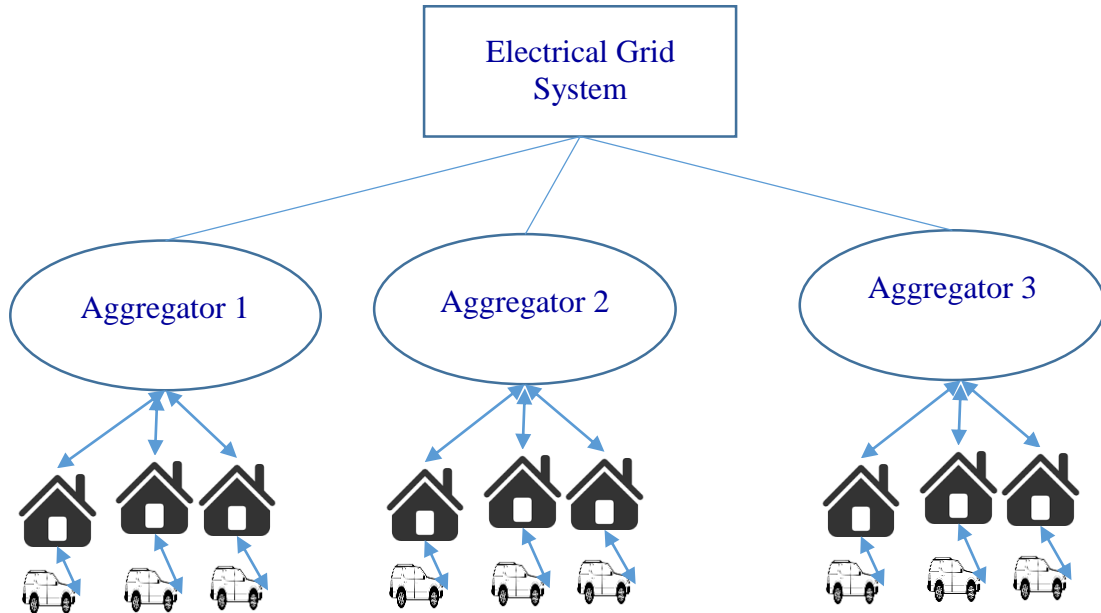 Electrical Grid
System
Aggregator 1
Aggregator 2
Aggregator 3